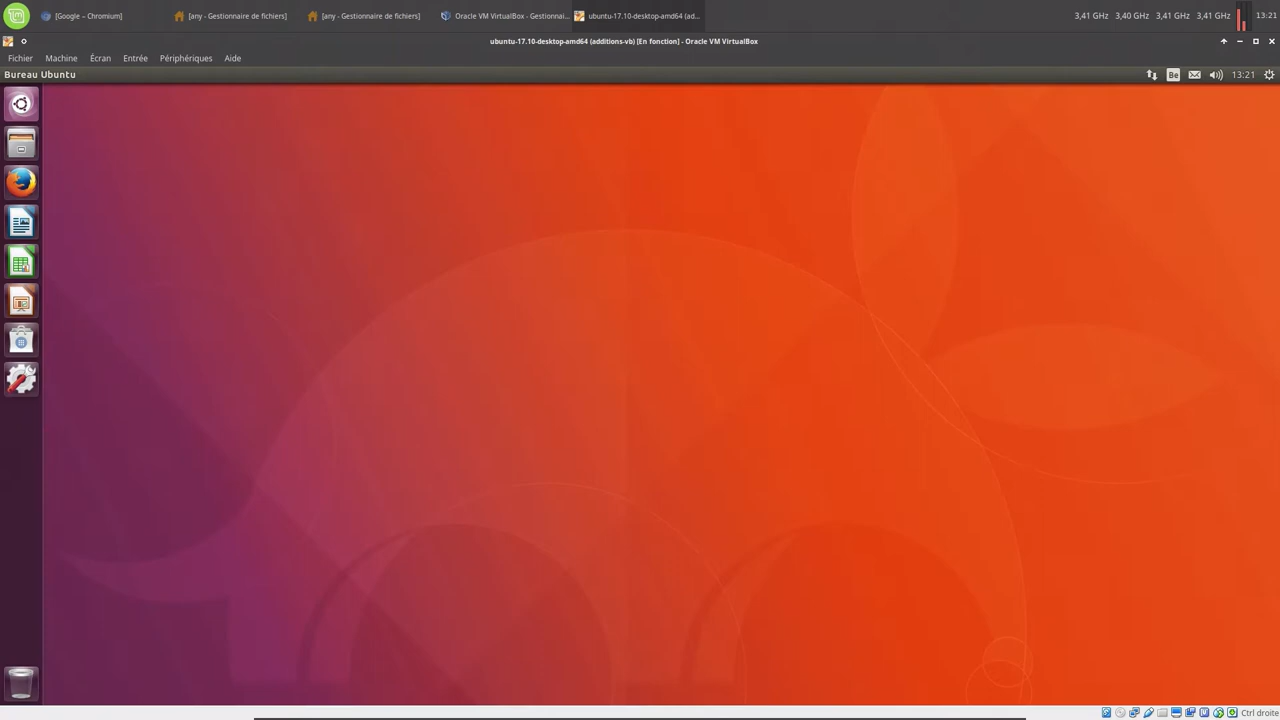 [Google – Chromium] [any - Gestionnaire de fichiers] [any - Gestionnaire de fichiers] Oracle VM VirtualBox - Gestionnai... ubuntu-17.10-desktop-amd64 (ad... 3,41 GHz 3,40 GHz 3,41 GHz 3,41 GHz 13:21
ubuntu-17.10-desktop-amd64 (additions-vb) [En fonction] - Oracle VM VirtualBox
Fichier Machine Écran Entrée Périphériques Aide
Bureau Ubuntu Be 13:21
Ctrl droite